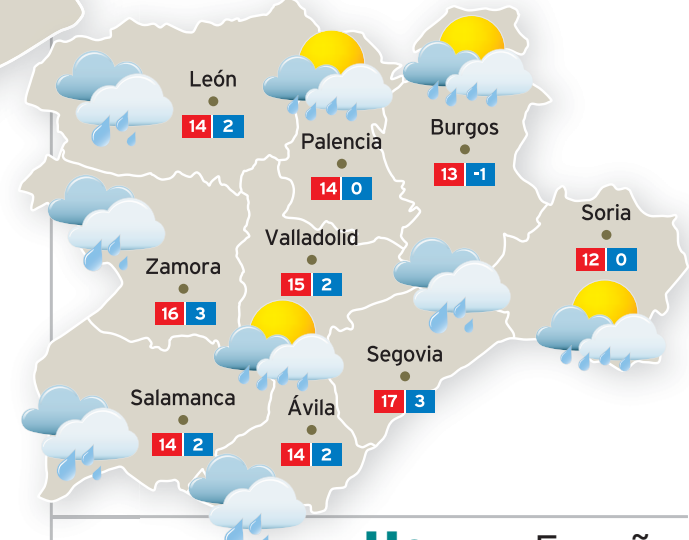 León
14 2
Palencia
14 0
Burgos
13 -1
Soria
12 0
Zamora
16 3
Valladolid
15 2
Segovia
17 3
Salamanca
14 2
Ávila
14 2